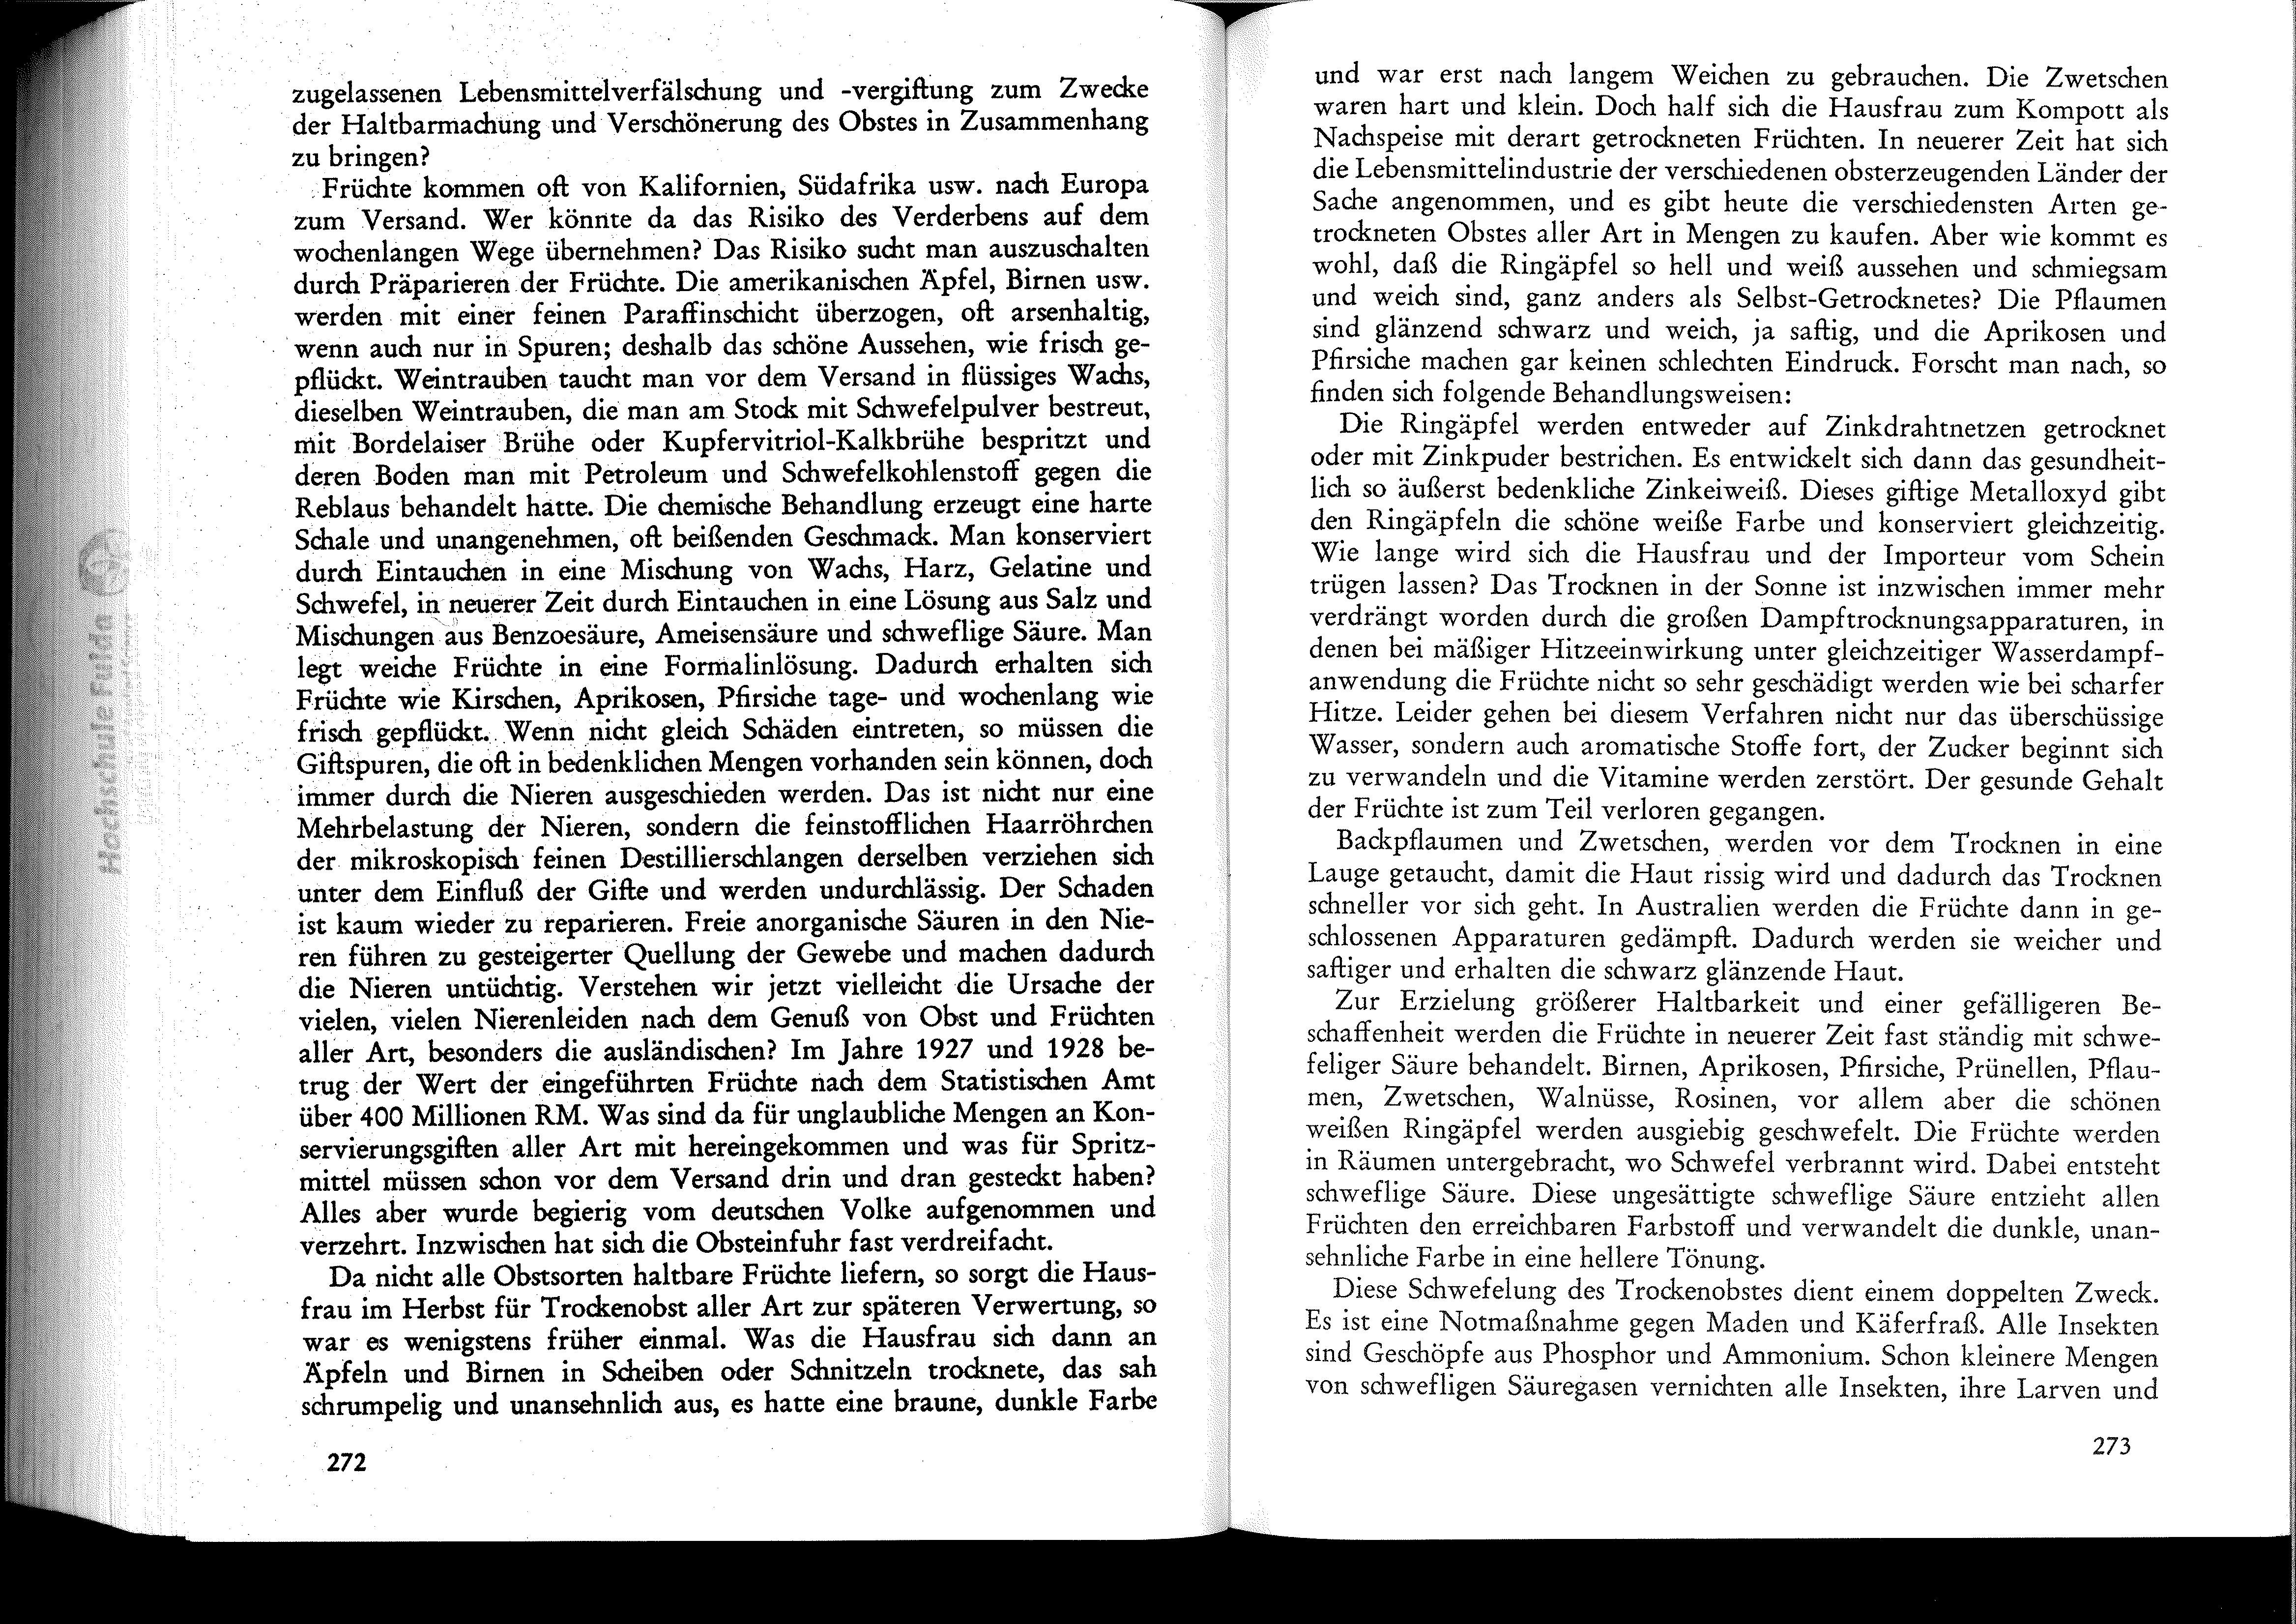 zugelassenen Lebensmittelverfälschung und -vergiftung zum Zwecke
der Haltbarmachung und Verschönerung des Obstes in Zusammenhang
zu bringen?
Früchte kommen oft von Kalifornien, Südafrika usw. nach Europa
zum Versand. Wer könnte da das Risiko des Verderbens auf dem
wochenlangen Wege übernehmen? Das Risiko sucht man auszuschalten
durch Präparieren der Früchte. Die amerikanischen Äpfel, Birnen usw.
werden mit einer feinen Paraffinschicht überzogen, oft arsenhaltig,
wenn auch nur in Spuren; deshalb das schöne Aussehen, wie frisch ge-
pflückt. Weintrauben taucht man vor dem Versand in flüssiges Wachs,
dieselben Weintrauben, die man am Stock mit Schwefelpulver bestreut,
mit Bordelaiser Brühe oder Kupfervitriol-Kalkbrühe bespritzt und
deren Boden man mit Petroleum und Schwefelkohlenstoff gegen die
Reblaus behandelt hatte. Die chemische Behandlung erzeugt eine harte
Schale und unangenehmen, oft beißenden Geschmack. Man konserviert
durch Eintauchen in eine Mischung von Wachs, Harz, Gelatine und
Schwefel, in neuerer Zeit durch Eintauchen in eine Lösung aus Salz und
Mischungen aus Benzoesäure, Ameisensäure und schweflige Säure. Man
legt weiche Früchte in eine Formalinlösung. Dadurch erhalten sich
Früchte wie Kirschen, Aprikosen, Pfirsiche tage- und wochenlang wie
frisch gepflückt. Wenn nicht gleich Schäden eintreten, so müssen die
Giftspuren, die oft in bedenklichen Mengen vorhanden sein können, doch
immer durch die Nieren ausgeschieden werden. Das ist nicht nur eine
Mehrbelastung der Nieren, sondern die feinstofflichen Haarröhrchen
der mikroskopisch feinen Destillierschlangen derselben verziehen sich
unter dem Einfluß der Gifte und werden undurchlässig. Der Schaden
ist kaum wieder zu reparieren. Freie anorganische Säuren in den Nie-
ren führen zu gesteigerter Quellung der Gewebe und machen dadurch
die Nieren untüchtig. Verstehen wir jetzt vielleicht die Ursache der
vielen, vielen Nierenleiden nach dem Genuß von Obst und Früchten
aller Art, besonders die ausländischen? Im Jahre 1927 und 1928 be-
trug der Wert der eingeführten Früchte nach dem Statistischen Amt
über 400 Millionen RM. Was sind da für unglaubliche Mengen an Kon-
servierungsgiften aller Art mit hereingekommen und was für Spritz-
mittel müssen schon vor dem Versand drin und dran gesteckt haben?
Alles aber wurde begierig vom deutschen Volke aufgenommen und
verzehrt. Inzwischen hat sich die Obsteinfuhr fast verdreifacht.
Da nicht alle Obstsorten haltbare Früchte liefern, so sorgt die Haus-
frau im Herbst für Trockenobst aller Art zur späteren Verwertung, so
war es wenigstens früher einmal. Was die Hausfrau sich dann an
Äpfeln und Birnen in Scheiben oder Schnitzeln trocknete, das sah
schrumpelig und unansehnlich aus, es hatte eine braune, dunkle Farbe
272
Hochschule Fulda
und war erst nach langem Weichen zu gebrauchen. Die Zwetschen
waren hart und klein. Doch half sich die Hausfrau zum Kompott als
Nachspeise mit derart getrockneten Früchten. In neuerer Zeit hat sich
die Lebensmittelindustrie der verschiedenen obsterzeugenden Länder der
Sache angenommen, und es gibt heute die verschiedensten Arten ge-
trockneten Obstes aller Art in Mengen zu kaufen. Aber wie kommt es
wohl, daß die Ringäpfel so hell und weiß aussehen und schmiegsam
und weich sind, ganz anders als Selbst-Getrocknetes? Die Pflaumen
sind glänzend schwarz und weich, ja saftig, und die Aprikosen und
Pfirsiche machen gar keinen schlechten Eindruck. Forscht man nach, so
finden sich folgende Behandlungsweisen:
Die Ringäpfel werden entweder auf Zinkdrahtnetzen getrocknet
oder mit Zinkpuder bestrichen. Es entwickelt sich dann das gesundheit-
lich so äußerst bedenkliche Zinkeiweiß. Dieses giftige Metalloxyd gibt
den Ringäpfeln die schöne weiße Farbe und konserviert gleichzeitig.
Wie lange wird sich die Hausfrau und der Importeur vom Schein
trügen lassen? Das Trocknen in der Sonne ist inzwischen immer mehr
verdrängt worden durch die großen Dampftrocknungsapparaturen, in
denen bei mäßiger Hitzeeinwirkung unter gleichzeitiger Wasserdampf-
anwendung die Früchte nicht so sehr geschädigt werden wie bei scharfer
Hitze. Leider gehen bei diesem Verfahren nicht nur das überschüssige
Wasser, sondern auch aromatische Stoffe fort, der Zucker beginnt sich
zu verwandeln und die Vitamine werden zerstört. Der gesunde Gehalt
der Früchte ist zum Teil verloren gegangen.
Backpflaumen und Zwetschen, werden vor dem Trocknen in eine
Lauge getaucht, damit die Haut rissig wird und dadurch das Trocknen
schneller vor sich geht. In Australien werden die Früchte dann in ge-
schlossenen Apparaturen gedämpft. Dadurch werden sie weicher und
saftiger und erhalten die schwarz glänzende Haut.
Zur Erzielung größerer Haltbarkeit und einer gefälligeren Be-
schaffenheit werden die Früchte in neuerer Zeit fast ständig mit schwe-
feliger Säure behandelt. Birnen, Aprikosen, Pfirsiche, Prünellen, Pflau-
men, Zwetschen, Walnüsse, Rosinen, vor allem aber die schönen
weißen Ringäpfel werden ausgiebig geschwefelt. Die Früchte werden
in Räumen untergebracht, wo Schwefel verbrannt wird. Dabei entsteht
schweflige Säure. Diese ungesättigte schweflige Säure entzieht allen
Früchten den erreichbaren Farbstoff und verwandelt die dunkle, unan-
sehnliche Farbe in eine hellere Tönung.
Diese Schwefelung des Trockenobstes dient einem doppelten Zweck.
Es ist eine Notmaßnahme gegen Maden und Käferfraß. Alle Insekten
sind Geschöpfe aus Phosphor und Ammonium. Schon kleinere Mengen
von schwefligen Säuregasen vernichten alle Insekten, ihre Larven und
273